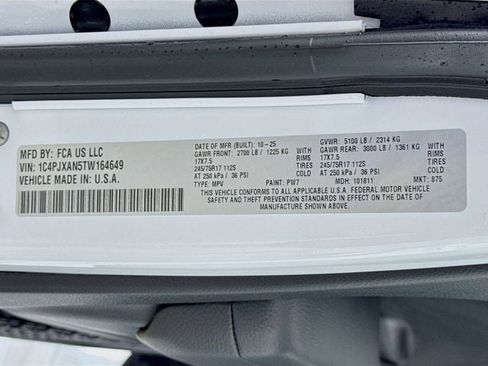 MFD BY: FCA US LLC
VIN: 1C4PJXAN5TW164649
VEHICLE MADE IN: U.S.A.
DATE OF MFR (BUILT): 10-25 GVWR: 5100 LB / 2314 KG
GAWR FRONT: 2700 LB / 1225 KG GAWR REAR: 3000 LB / 1361 KG
17X7.5 RIMS 17X7.5 RIMS
245/75R17 112S TIRES 245/75R17 112S TIRES
AT 250 kPa / 36 PSI COLD AT 250 kPa / 36 PSI COLD
TYPE: MPV PAINT: PW7 MDH: 101811 MKT: 875
THIS VEHICLE CONFORMS TO ALL APPLICABLE U.S.A. FEDERAL MOTOR VEHICLE
SAFETY AND THEFT PREVENTION STANDARDS IN EFFECT ON THE DATE OF
MANUFACTURE SHOWN ABOVE.